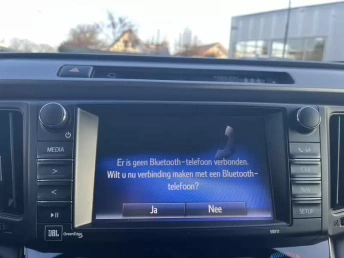 MEDIA
>
<
JBL GreenEdge
Er is geen Bluetooth-telefoon verbonden.
Wilt u nu verbinding maken met een Bluetooth-
telefoon?
Ja Nee
SETUP